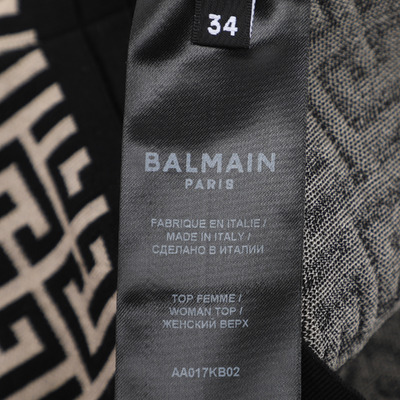 34
BALMAIN
PARIS
FABRIQUE EN ITALIE /
MADE IN ITALY /
СДЕЛАНО В ИТАЛИИ
TOP FEMME /
WOMAN TOP /
ЖЕНСКИЙ ВЕРХ
AA017KB02